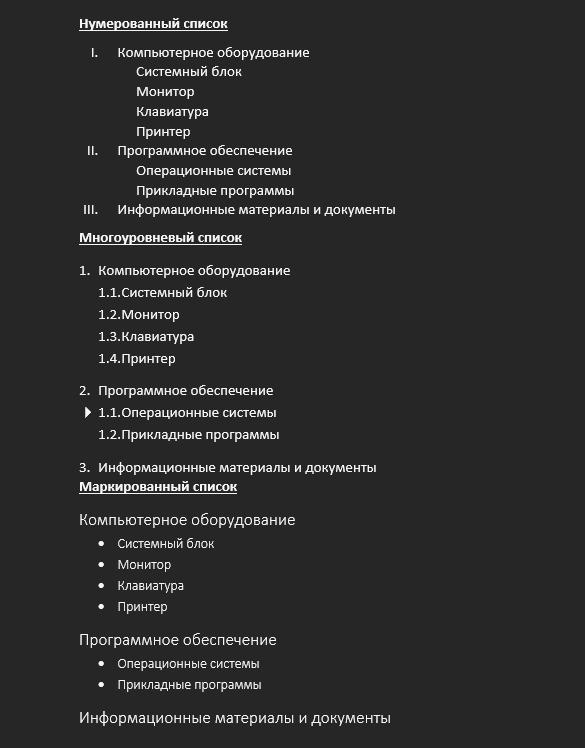 Нумерованный список
I. Компьютерное оборудование
Системный блок
Монитор
Клавиатура
Принтер
II. Программное обеспечение
Операционные системы
Прикладные программы
III. Информационные материалы и документы
Многоуровневый список
1. Компьютерное оборудование
1.1.Системный блок
1.2.Монитор
1.3.Клавиатура
1.4.Принтер
2. Программное обеспечение
1.1.Операционные системы
1.2.Прикладные программы
3. Информационные материалы и документы
Маркированный список
Компьютерное оборудование
• Системный блок
• Монитор
• Клавиатура
• Принтер
Программное обеспечение
• Операционные системы
• Прикладные программы
Информационные материалы и документы